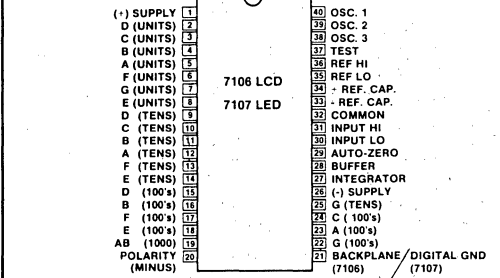 (+) SUPPLY 1
D (UNITS) 2
C (UNITS) 3
B (UNITS) 4
A (UNITS) 5
F (UNITS) 6
G (UNITS) 7
E (UNITS) 8
D (TENS) 9
C (TENS) 10
B (TENS) 11
A (TENS) 12
F (TENS) 13
E (TENS) 14
D (100's) 15
B (100's) 16
F (100's) 17
E (100's) 18
AB (1000) 19
POLARITY 20
(MINUS)
7106 LCD
7107 LED
40 OSC. 1
39 OSC. 2
38 OSC. 3
37 TEST
36 REF HI
35 REF LO
34 + REF. CAP.
33 - REF. CAP.
32 COMMON
31 INPUT HI
30 INPUT LO
29 AUTO-ZERO
28 BUFFER
27 INTEGRATOR
26 (-) SUPPLY
25 G (TENS)
24 C ( 100's)
23 A (100's)
22 G (100's)
21 BACKPLANE/DIGITAL GND
(7106) (7107)